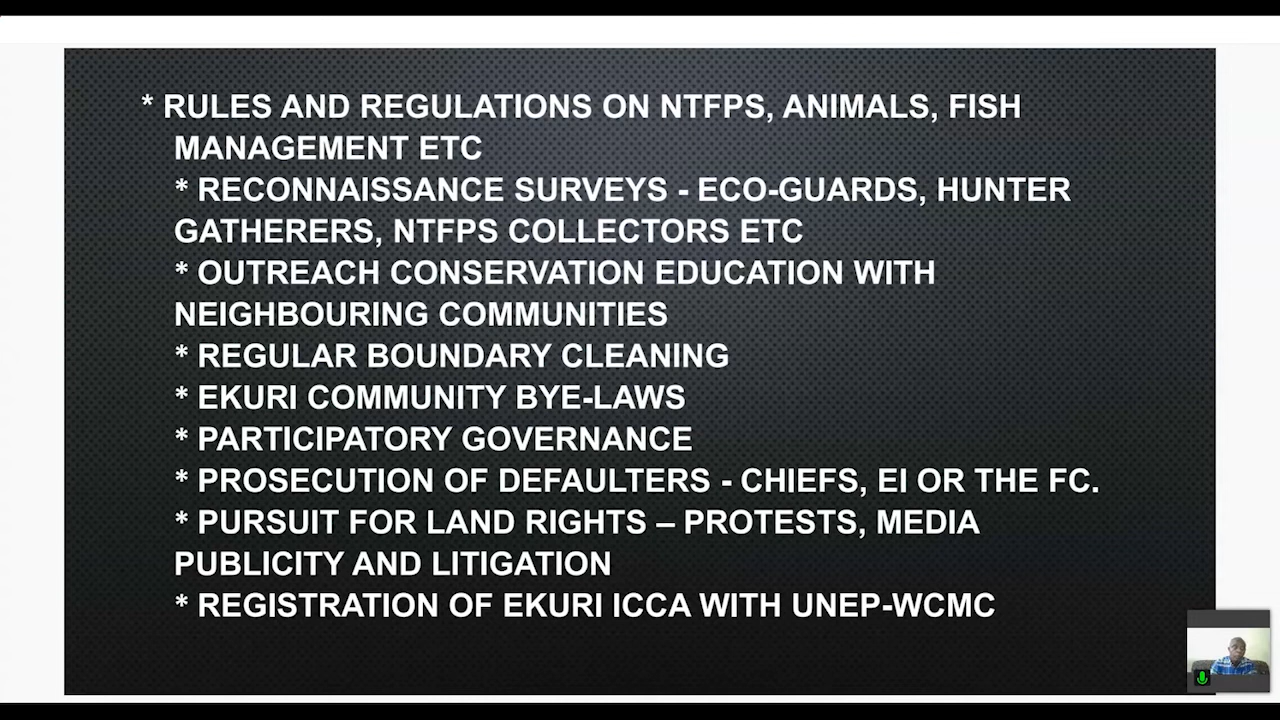 * RULES AND REGULATIONS ON NTFPS, ANIMALS, FISH
MANAGEMENT ETC
* RECONNAISSANCE SURVEYS - ECO-GUARDS, HUNTER
GATHERERS, NTFPS COLLECTORS ETC
* OUTREACH CONSERVATION EDUCATION WITH
NEIGHBOURING COMMUNITIES
* REGULAR BOUNDARY CLEANING
* EKURI COMMUNITY BYE-LAWS
* PARTICIPATORY GOVERNANCE
* PROSECUTION OF DEFAULTERS - CHIEFS, EI OR THE FC.
* PURSUIT FOR LAND RIGHTS – PROTESTS, MEDIA
PUBLICITY AND LITIGATION
* REGISTRATION OF EKURI ICCA WITH UNEP-WCMC